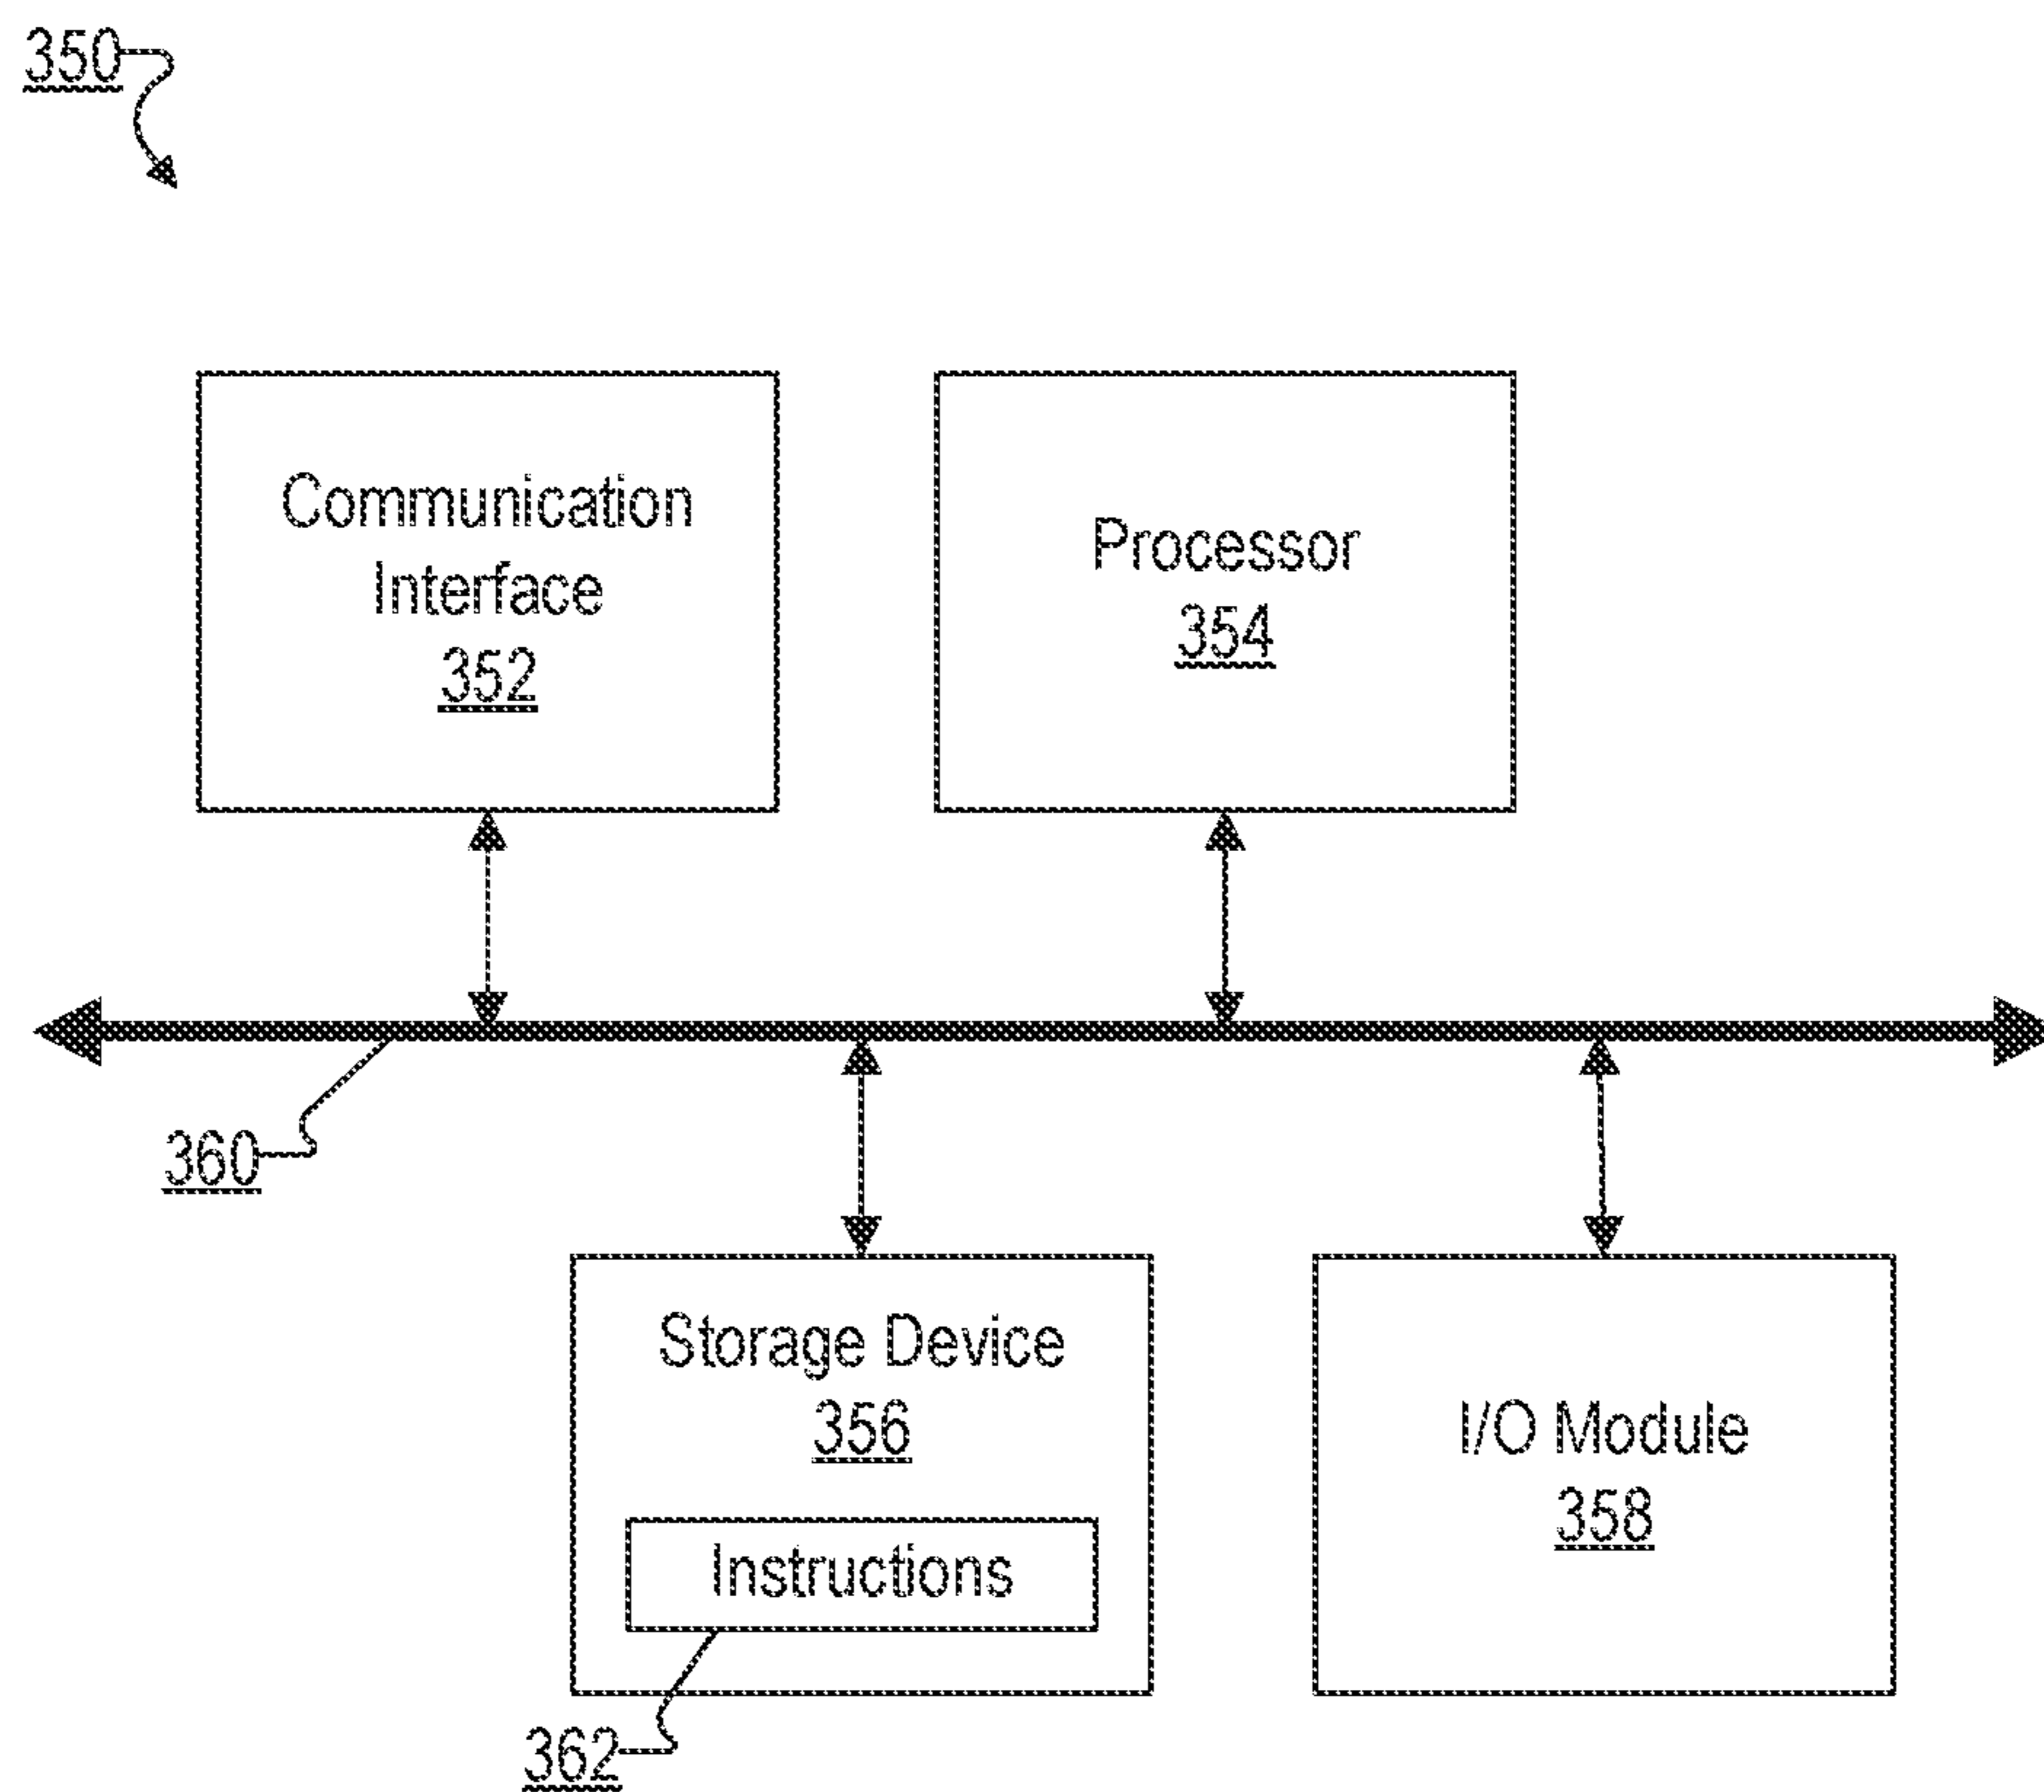 350
Communication
Interface
352
Processor
354
360
Storage Device
356
Instructions
362
I/O Module
358